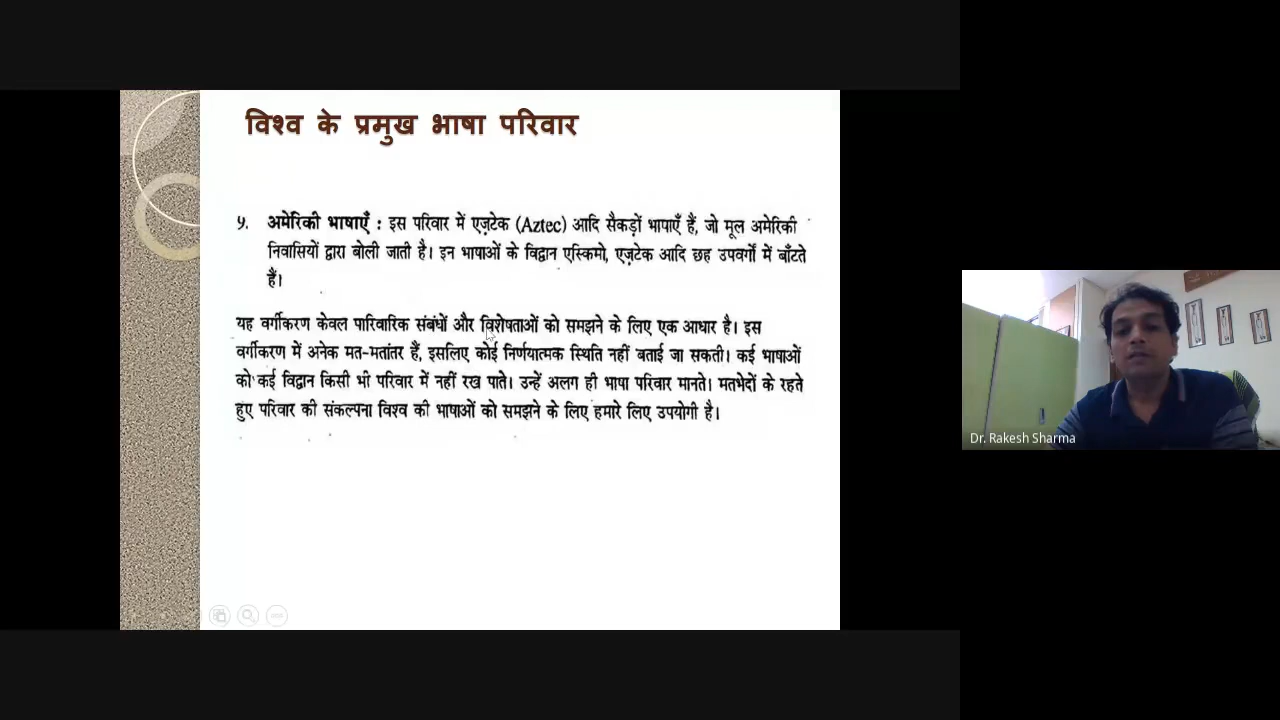 विश्व के प्रमुख भाषा परिवार
९. अमेरिकी भाषाएँ : इस परिवार में एज़टेक (Aztec) आदि सैकड़ों भाषाएँ हैं, जो मूल अमेरिकी
निवासियों द्वारा बोली जाती है। इन भाषाओं के विद्वान एस्किमो, एज़टेक आदि छह उपवर्गों में बाँटते
हैं।
यह वर्गीकरण केवल पारिवारिक संबंधों और विशेषताओं को समझने के लिए एक आधार है। इस
वर्गीकरण में अनेक मत-मतांतर हैं, इसलिए कोई निर्णयात्मक स्थिति नहीं बताई जा सकती। कई भाषाओं
को कई विद्वान किसी भी परिवार में नहीं रख पाते। उन्हें अलग ही भाषा परिवार मानते। मतभेदों के रहते
हुए परिवार की संकल्पना विश्व की भाषाओं को समझने के लिए हमारे लिए उपयोगी है।
Dr. Rakesh Sharma